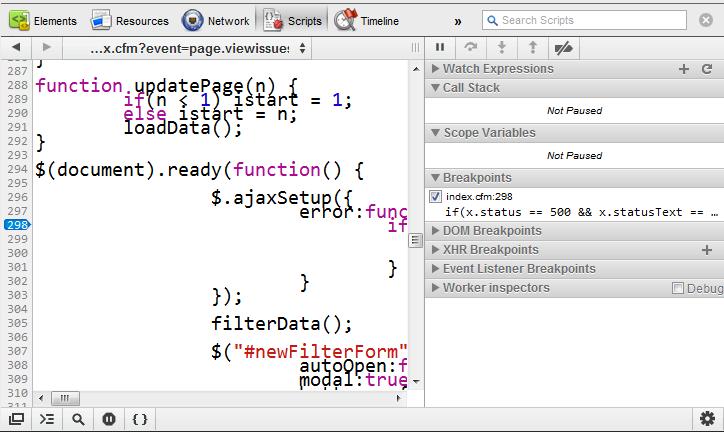 Elements Resources Network Scripts Timeline » Search Scripts
...x.cfm?event=page.viewissues
287 }
288 function updatePage(n) {
289 if(n < 1) istart = 1;
290 else istart = n;
291 loadData();
292 }
293
294 $(document).ready(function() {
295
296 $.ajaxSetup({
297 error:func
298 if
299
300
301 }
302 }
303 });
304
305 filterData();
306
307 $("#newFilterForm"
308 autoOpen:f
309 modal:true
310
311
Watch Expressions
Call Stack
Not Paused
Scope Variables
Not Paused
Breakpoints
index.cfm:298
if(x.status == 500 && x.statusText == …
DOM Breakpoints
XHR Breakpoints
Event Listener Breakpoints
Worker inspectors Debug
{ }